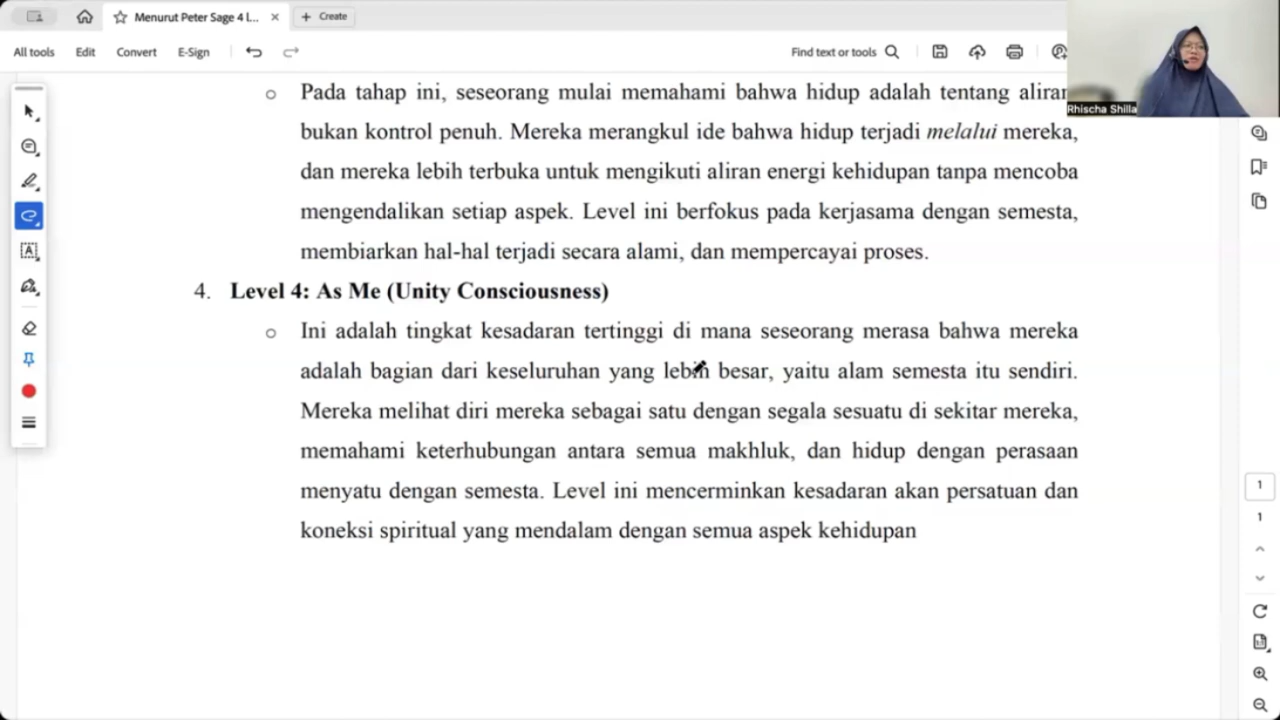 Menurut Peter Sage 4 l...
Create
All tools
Edit
Convert
E-Sign
Find text or tools
Rhischa Shilla
o Pada tahap ini, seseorang mulai memahami bahwa hidup adalah tentang aliran
bukan kontrol penuh. Mereka merangkul ide bahwa hidup terjadi melalui mereka,
dan mereka lebih terbuka untuk mengikuti aliran energi kehidupan tanpa mencoba
mengendalikan setiap aspek. Level ini berfokus pada kerjasama dengan semesta,
membiarkan hal-hal terjadi secara alami, dan mempercayai proses.
4. Level 4: As Me (Unity Consciousness)
o Ini adalah tingkat kesadaran tertinggi di mana seseorang merasa bahwa mereka
adalah bagian dari keseluruhan yang lebih besar, yaitu alam semesta itu sendiri.
Mereka melihat diri mereka sebagai satu dengan segala sesuatu di sekitar mereka,
memahami keterhubungan antara semua makhluk, dan hidup dengan perasaan
menyatu dengan semesta. Level ini mencerminkan kesadaran akan persatuan dan
koneksi spiritual yang mendalam dengan semua aspek kehidupan
1
1